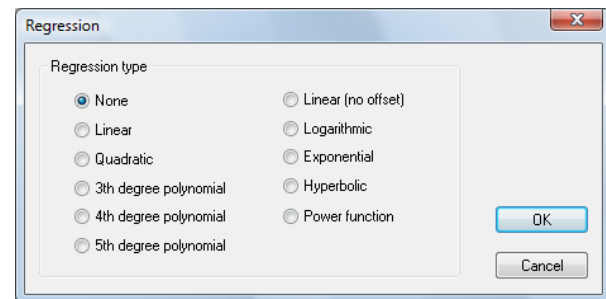 Regression
Regression type
None
Linear
Quadratic
3th degree polynomial
4th degree polynomial
5th degree polynomial
Linear (no offset)
Logarithmic
Exponential
Hyperbolic
Power function
OK
Cancel